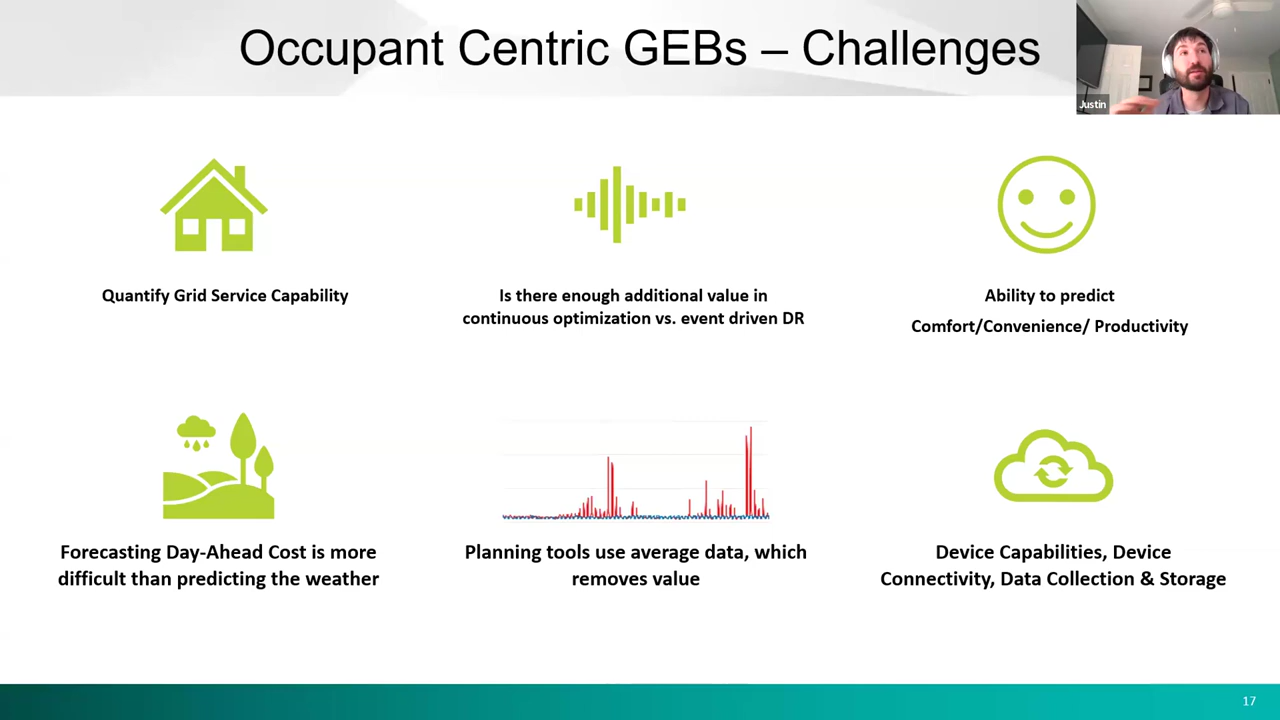 Occupant Centric GEBs – Challenges
Justin
Quantify Grid Service Capability
Is there enough additional value in
continuous optimization vs. event driven DR
Ability to predict
Comfort/Convenience/ Productivity
Forecasting Day-Ahead Cost is more
difficult than predicting the weather
Planning tools use average data, which
removes value
Device Capabilities, Device
Connectivity, Data Collection & Storage
17